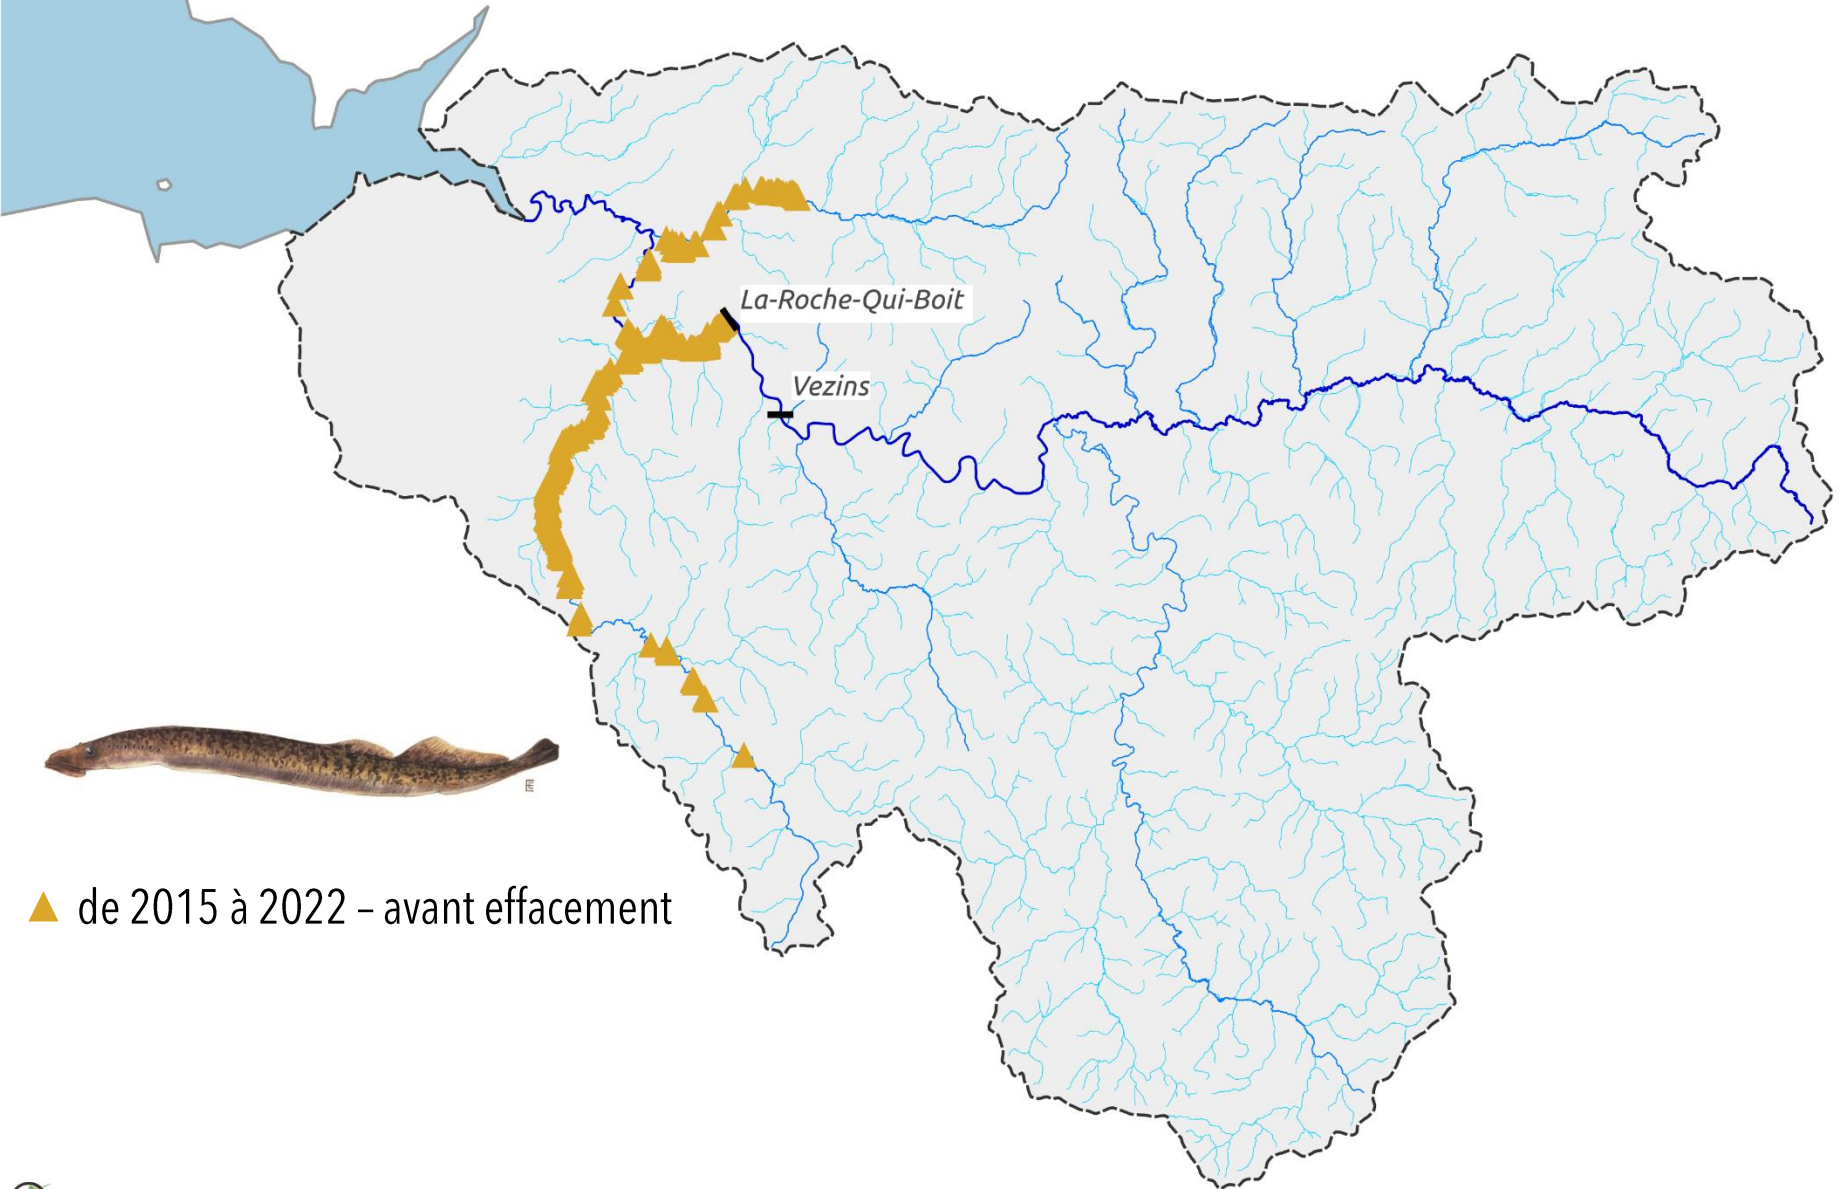 La-Roche-Qui-Boit
Vezins
de 2015 à 2022 – avant effacement